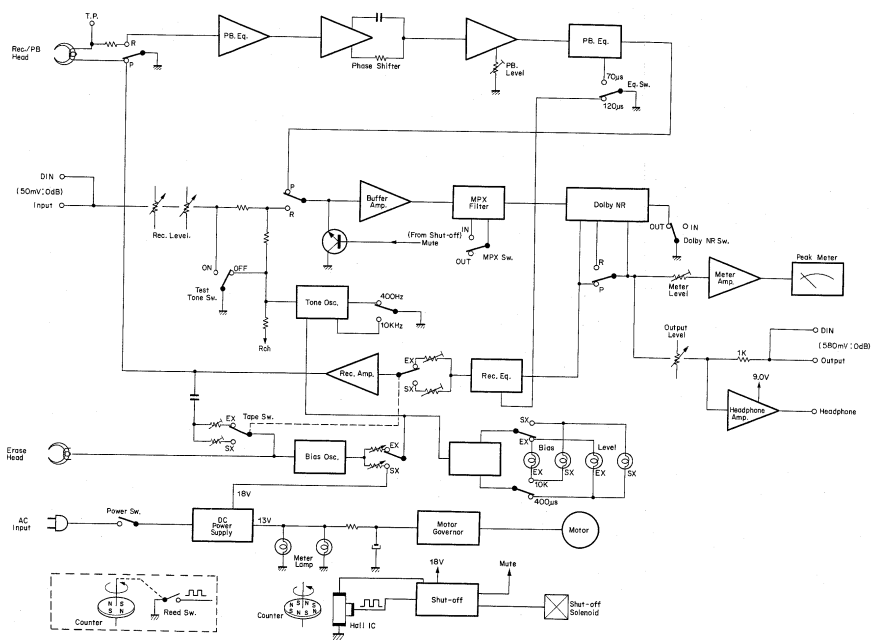 T.P.
Rec/PB
Head
R
P
PB. Eq.
Phase Shifter
PB.
Level
PB. Eq.
70μs
Eq.Sw.
120μs
DIN
(50mV:0dB)
Input
Rec. Level.
P
R
Buffer
Amp.
MPX
Filter
IN
OUT
MPX Sw.
(From Shut-off)
Mute
Dolby NR
OUT
IN
Dolby NR Sw.
R
P
Meter
Level
Meter
Amp.
Peak Meter
ON
OFF
Test
Tone Sw.
Rch
Tone Osc.
400Hz
10KHz
Output
Level
1K
DIN
(580mV:0dB)
Output
9.0V
Headphone
Amp.
Headphone
Rec. Amp.
EX
SX
Rec. Eq.
EX
Tape Sw.
SX
Erase
Head
Bias Osc.
EX
SX
18V
SX
EX
Bias
Level
EX
SX
EX
SX
10K
400μs
AC
Input
Power Sw.
DC
Power
Supply
13V
Meter
Lamp
Motor
Governor
Motor
S N S N
Counter
Reed Sw.
N S N S
Counter
Hall IC
18V
Mute
Shut-off
Shut-off
Solenoid